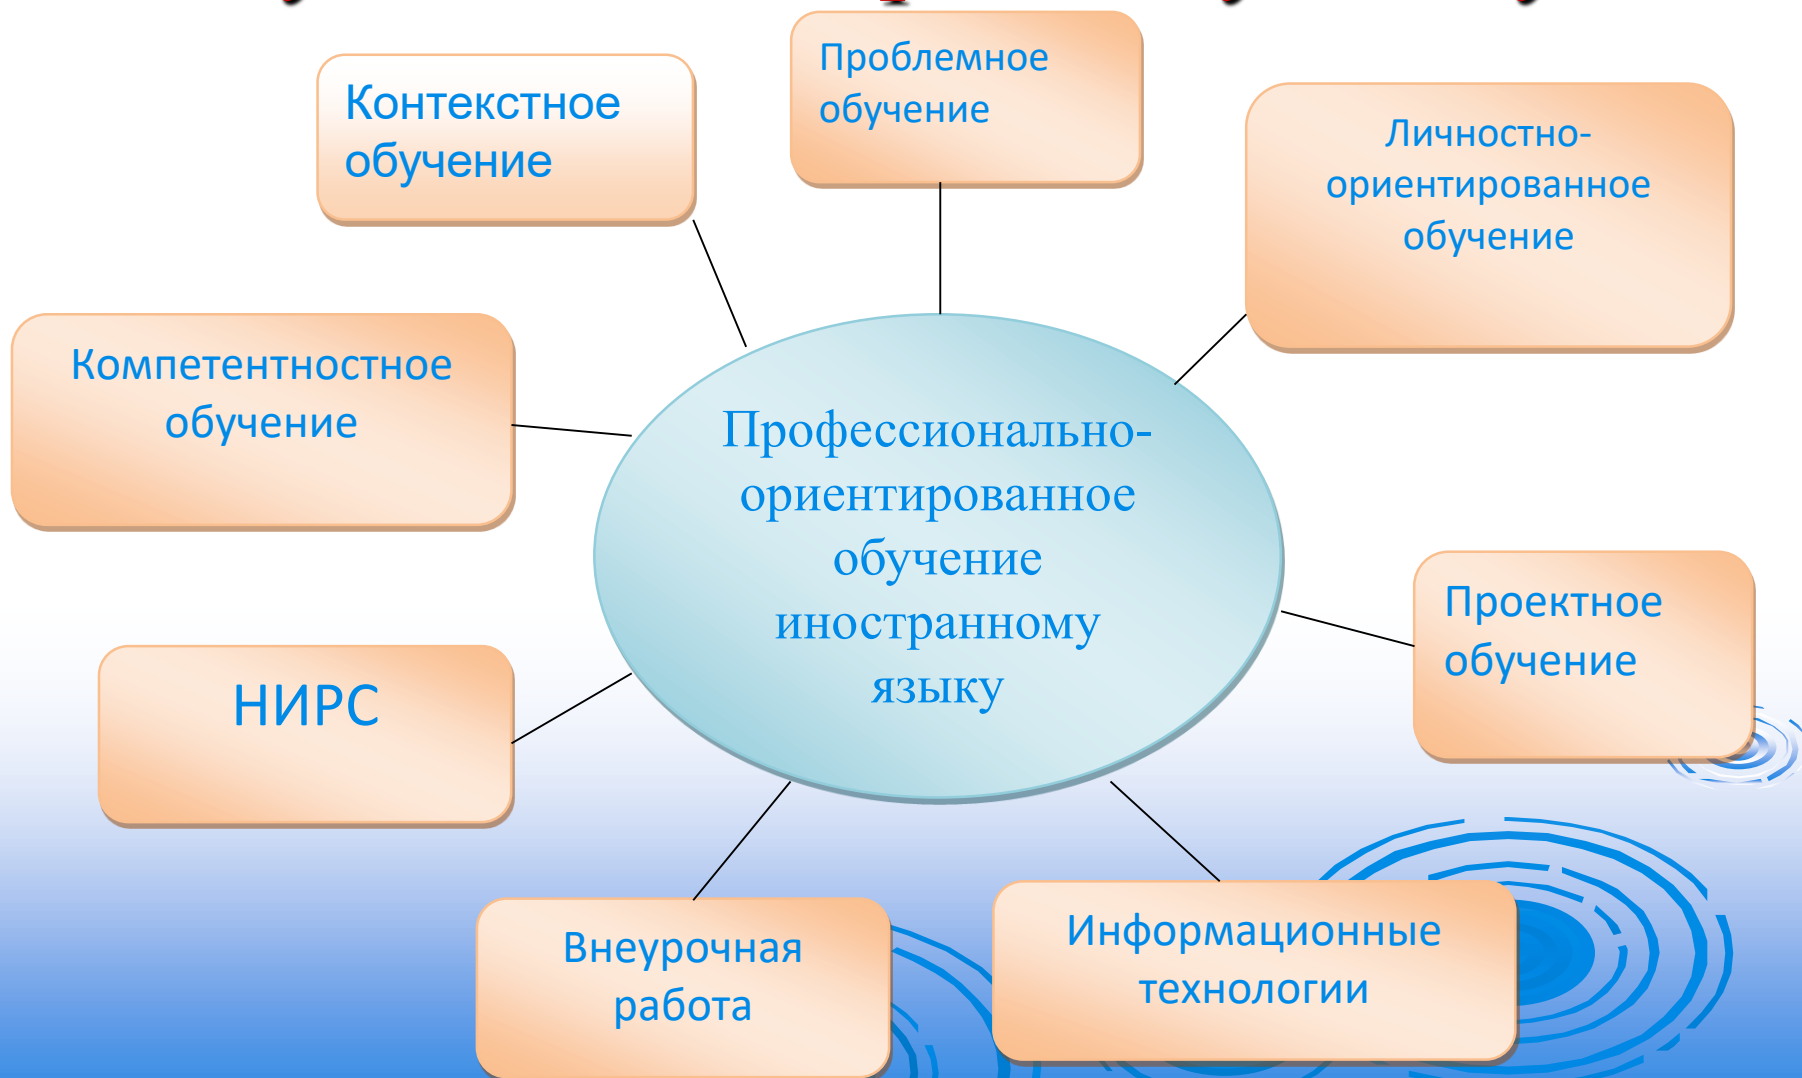 Проблемное
обучение
Контекстное
обучение
Личностно-
ориентированное
обучение
Компетентностное
обучение
Профессионально-
ориентированное
обучение
иностранному
языку
Проектное
обучение
НИРС
Внеурочная
работа
Информационные
технологии